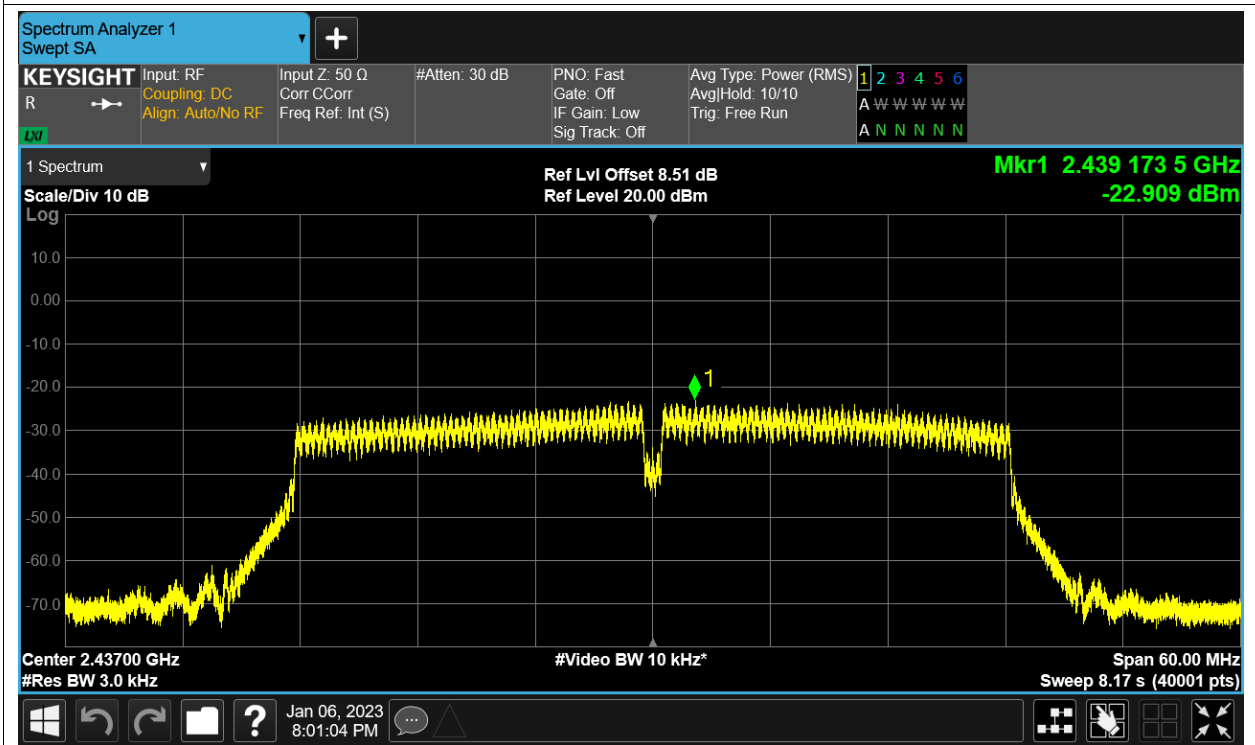 Spectrum Analyzer 1
Swept SA
KEYSIGHT
R
LXI
Input: RF
Coupling: DC
Align: Auto/No RF
Input Z: 50 Ω
Corr CCorr
Freq Ref: Int (S)
#Atten: 30 dB
PNO: Fast
Gate: Off
IF Gain: Low
Sig Track: Off
Avg Type: Power (RMS)
Avg|Hold: 10/10
Trig: Free Run
1 2 3 4 5 6
A W W W W W
A N N N N N
1 Spectrum
Scale/Div 10 dB
Log
Ref Lvl Offset 8.51 dB
Ref Level 20.00 dBm
Mkr1 2.439 173 5 GHz
-22.909 dBm
10.0
0.00
-10.0
-20.0
-30.0
-40.0
-50.0
-60.0
-70.0
1
Center 2.43700 GHz
#Res BW 3.0 kHz
#Video BW 10 kHz*
Span 60.00 MHz
Sweep 8.17 s (40001 pts)
?
Jan 06, 2023
8:01:04 PM